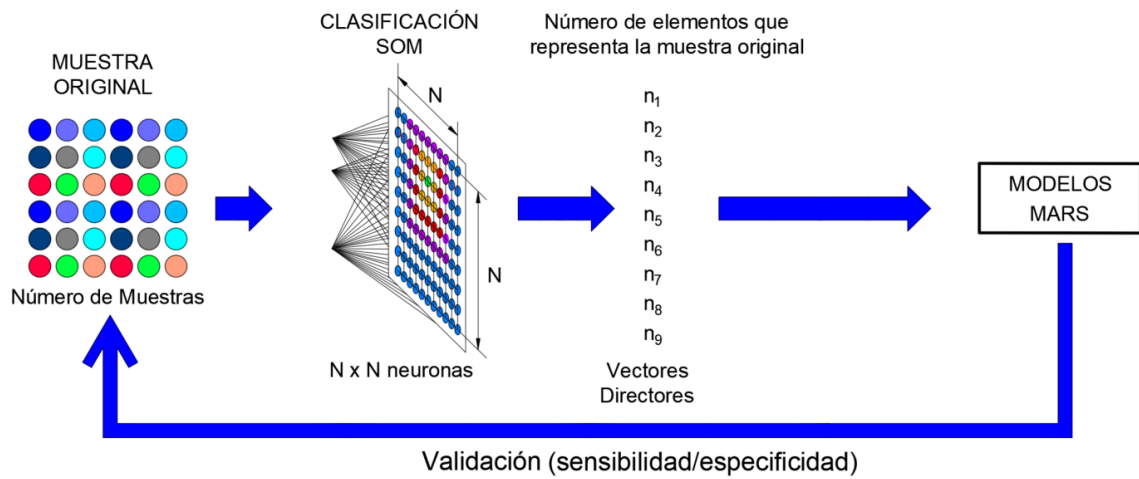 MUESTRA
ORIGINAL
Número de Muestras
CLASIFICACIÓN
SOM
N
N
N x N neuronas
Número de elementos que
representa la muestra original
n₁
n₂
n₃
n₄
n₅
n₆
n₇
n₈
n₉
Vectores
Directores
MODELOS
MARS
Validación (sensibilidad/especificidad)